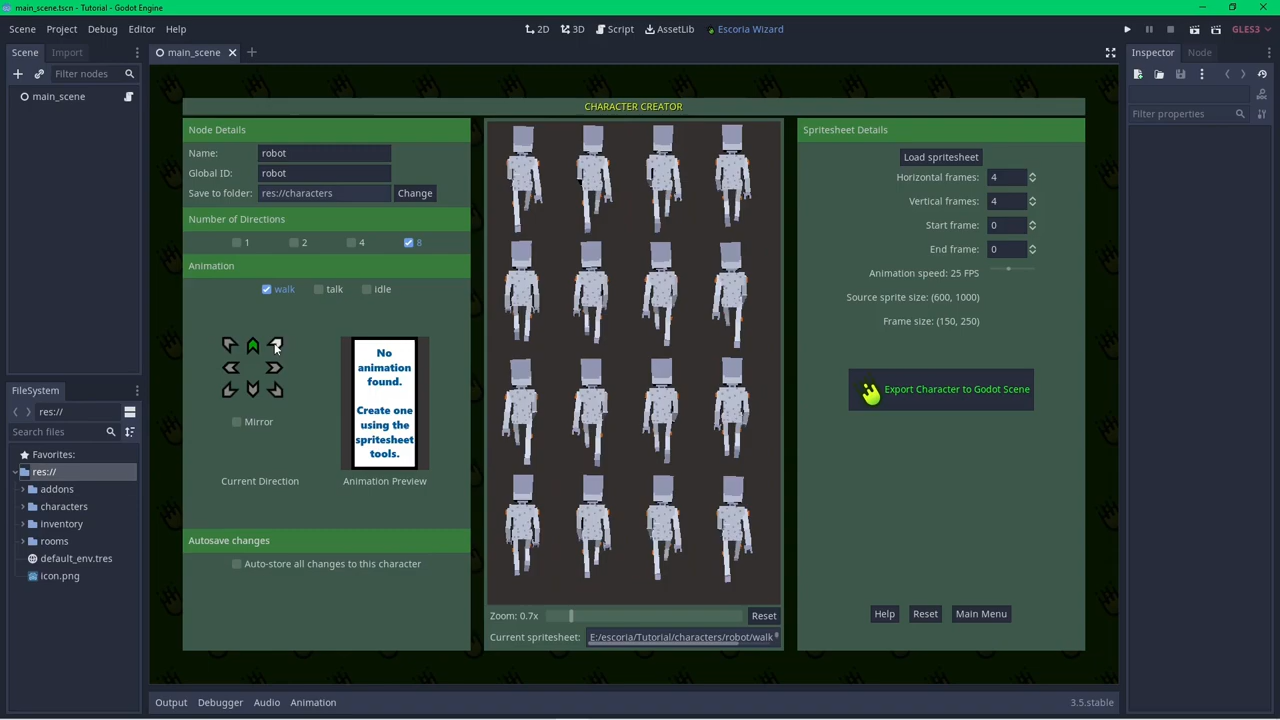 main_scene.tscn - Tutorial - Godot Engine
Scene Project Debug Editor Help
2D 3D Script AssetLib Escoria Wizard
GLES3
Scene Import
Filter nodes
main_scene
main_scene
Inspector Node
Filter properties
CHARACTER CREATOR
Node Details
Name: robot
Global ID: robot
Save to folder: res://characters Change
Number of Directions
1 2 4 8
Animation
walk talk idle
No
animation
found.
Create one
using the
spritesheet
tools.
Mirror
Current Direction Animation Preview
Autosave changes
Auto-store all changes to this character
Zoom: 0.7x Reset
Current spritesheet: E:/escoria/Tutorial/characters/robot/walk
Spritesheet Details
Load spritesheet
Horizontal frames: 4
Vertical frames: 4
Start frame: 0
End frame: 0
Animation speed: 25 FPS
Source sprite size: (600, 1000)
Frame size: (150, 250)
Export Character to Godot Scene
Help Reset Main Menu
FileSystem
res://
Search files
Favorites:
res://
addons
characters
inventory
rooms
default_env.tres
icon.png
Output Debugger Audio Animation
3.5.stable